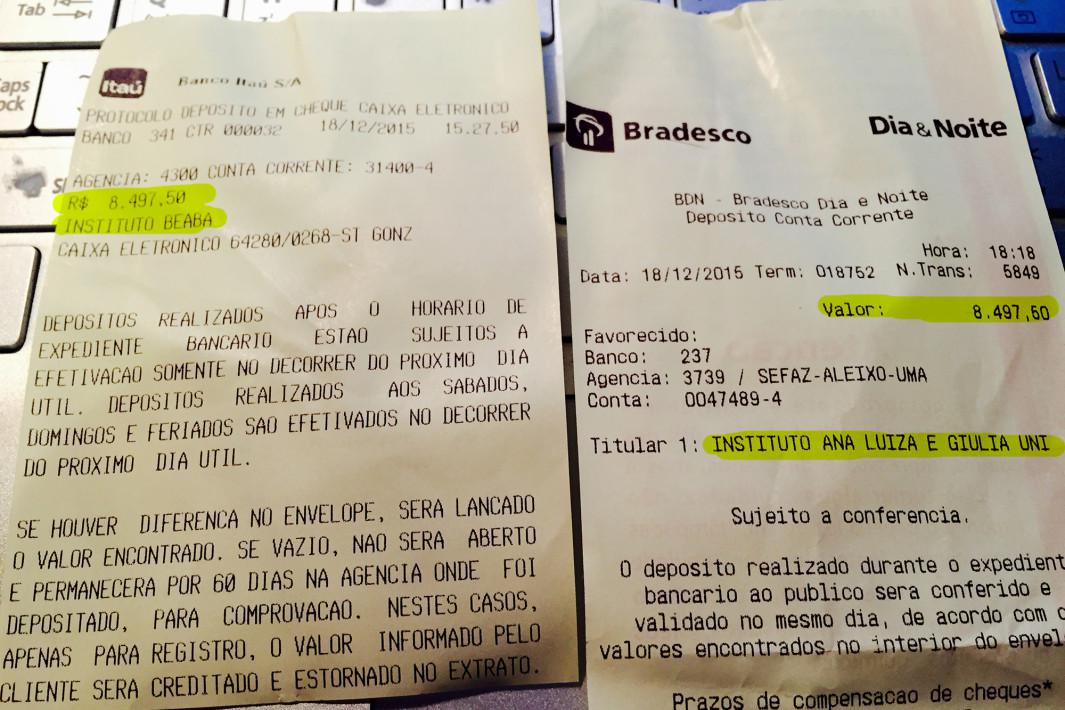 Tab
Caps
Lock
Itaú
Banco Itaú S/A
PROTOCOLO DEPOSITO EM CHEQUE CAIXA ELETRONICO
BANCO 341 CTR 000032 18/12/2015 15.27.50
AGENCIA: 4300 CONTA CORRENTE: 31400-4
R$ 8.497,50
INSTITUTO BEABA
CAIXA ELETRONICO 64280/0268-ST GONZ
DEPOSITOS REALIZADOS APOS O HORARIO DE
EXPEDIENTE BANCARIO ESTAO SUJEITOS A
EFETIVACAO SOMENTE NO DECORRER DO PROXIMO DIA
UTIL. DEPOSITOS REALIZADOS AOS SABADOS,
DOMINGOS E FERIADOS SAO EFETIVADOS NO DECORRER
DO PROXIMO DIA UTIL.
SE HOUVER DIFERENCA NO ENVELOPE, SERA LANCADO
O VALOR ENCONTRADO. SE VAZIO, NAO SERA ABERTO
E PERMANECERA POR 60 DIAS NA AGENCIA ONDE FOI
DEPOSITADO, PARA COMPROVACAO. NESTES CASOS,
APENAS PARA REGISTRO, O VALOR INFORMADO PELO
CLIENTE SERA CREDITADO E ESTORNADO NO EXTRATO.
Bradesco Dia&Noite
BDN - Bradesco Dia e Noite
Deposito Conta Corrente
Hora: 18:18
Data: 18/12/2015 Term: 018752 N.Trans: 5849
Valor: 8.497,50
Favorecido:
Banco: 237
Agencia: 3739 / SEFAZ-ALEIXO-UMA
Conta: 0047489-4
Titular 1: INSTITUTO ANA LUIZA E GIULIA UNI
Sujeito a conferencia.
O deposito realizado durante o expedient
bancario ao publico sera conferido e
validado no mesmo dia, de acordo com o
valores encontrados no interior do envel
Prazos de compensacao de cheques*